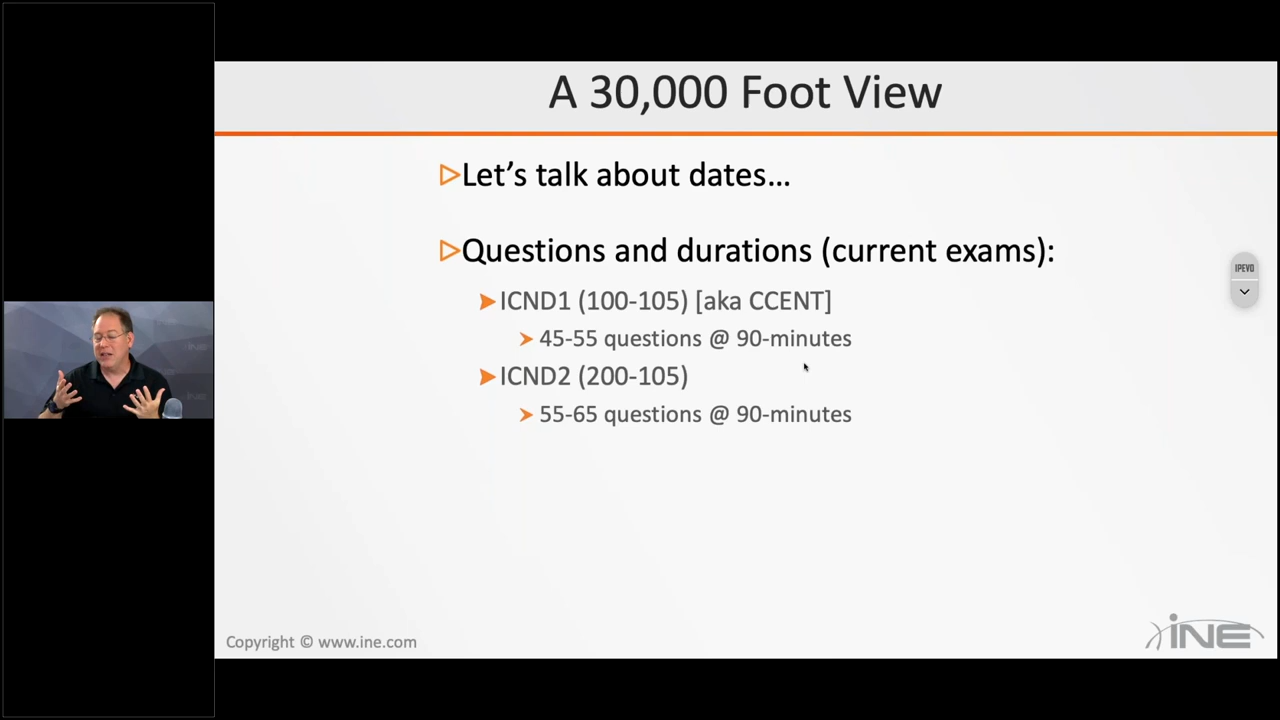 A 30,000 Foot View
Let's talk about dates...
Questions and durations (current exams):
ICND1 (100-105) [aka CCENT]
45-55 questions @ 90-minutes
ICND2 (200-105)
55-65 questions @ 90-minutes
IPEVO
Copyright © www.ine.com
iNE